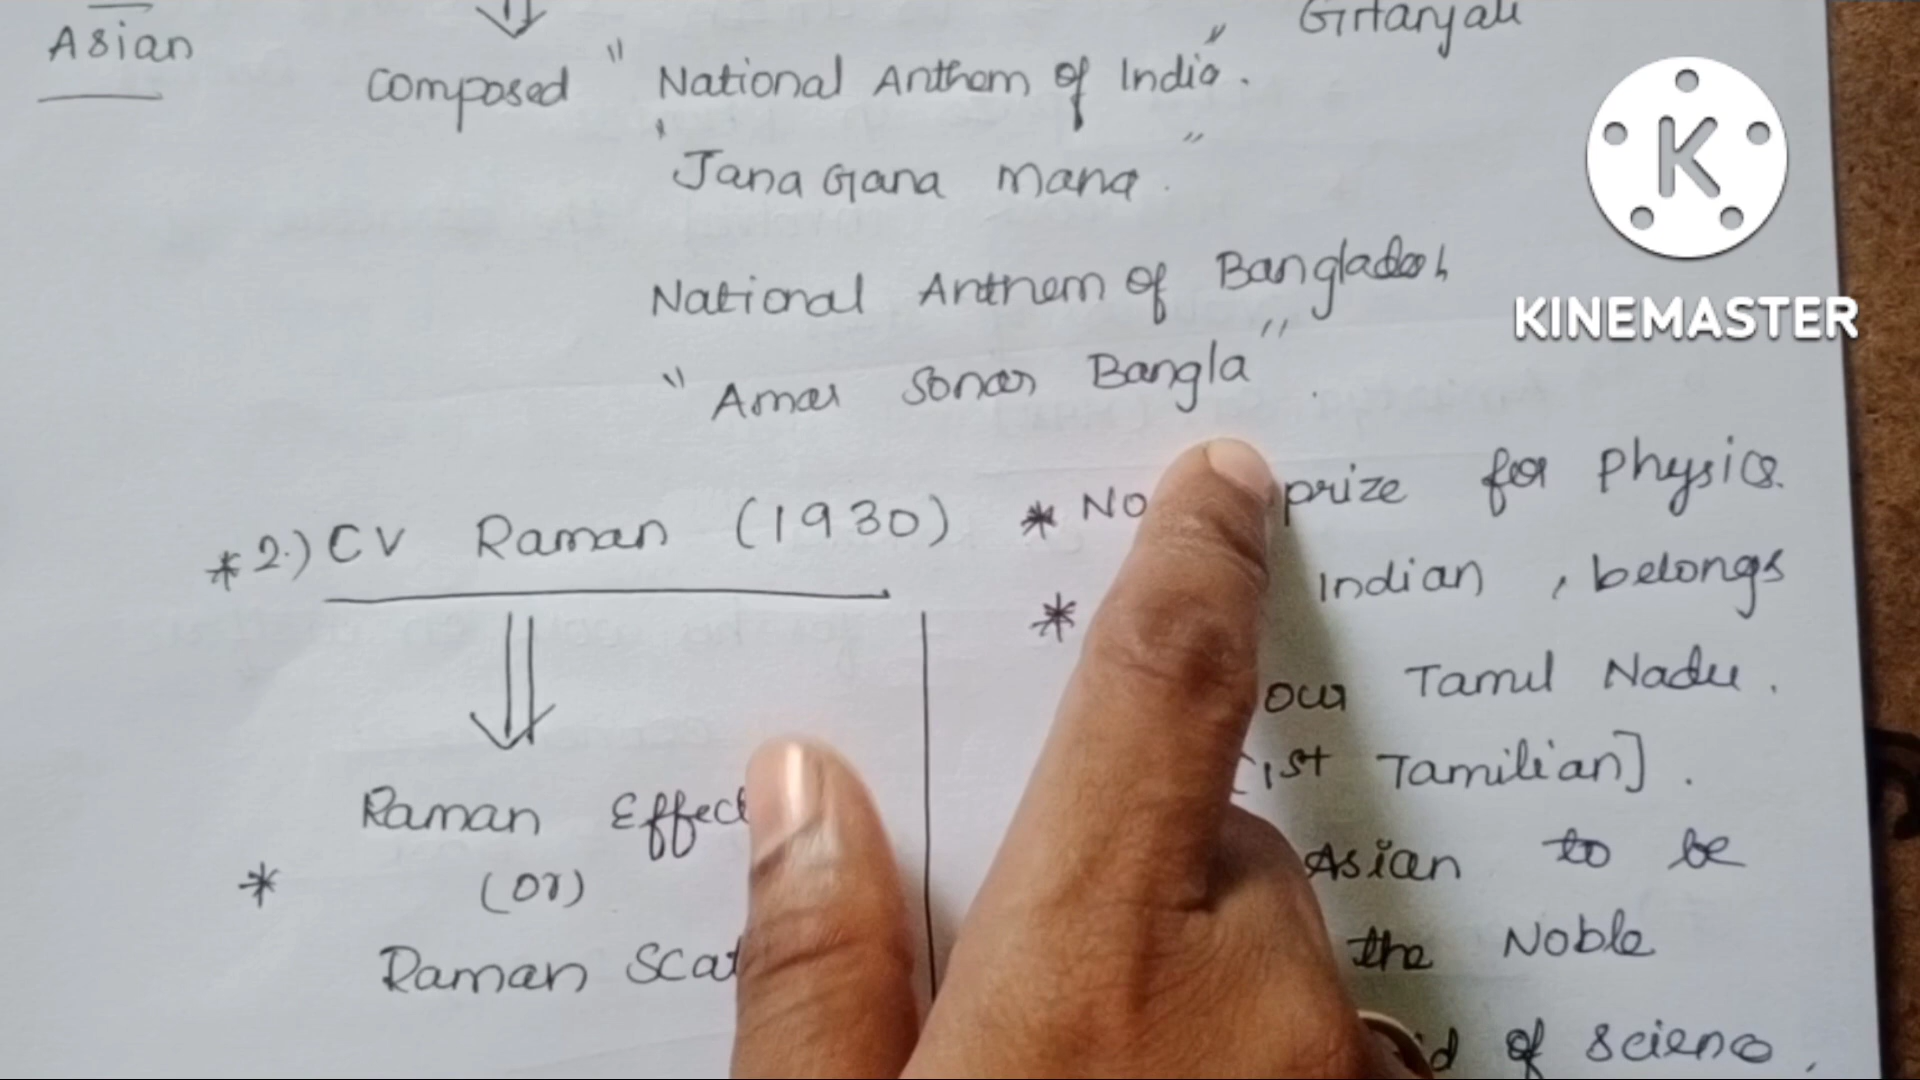 Asian
Gitanjali
composed "National Anthem of India".
"Jana Gana Mana"
National Anthem of Bangladesh
"Amar Sonar Bangla".
*2.) CV Raman (1930)
* prize for Physics
* Indian, belongs
our Tamil Nadu.
[1st Tamilian].
Raman Effect
Asian to be
* (or)
the Noble
Raman
of science,
K
KINEMASTER